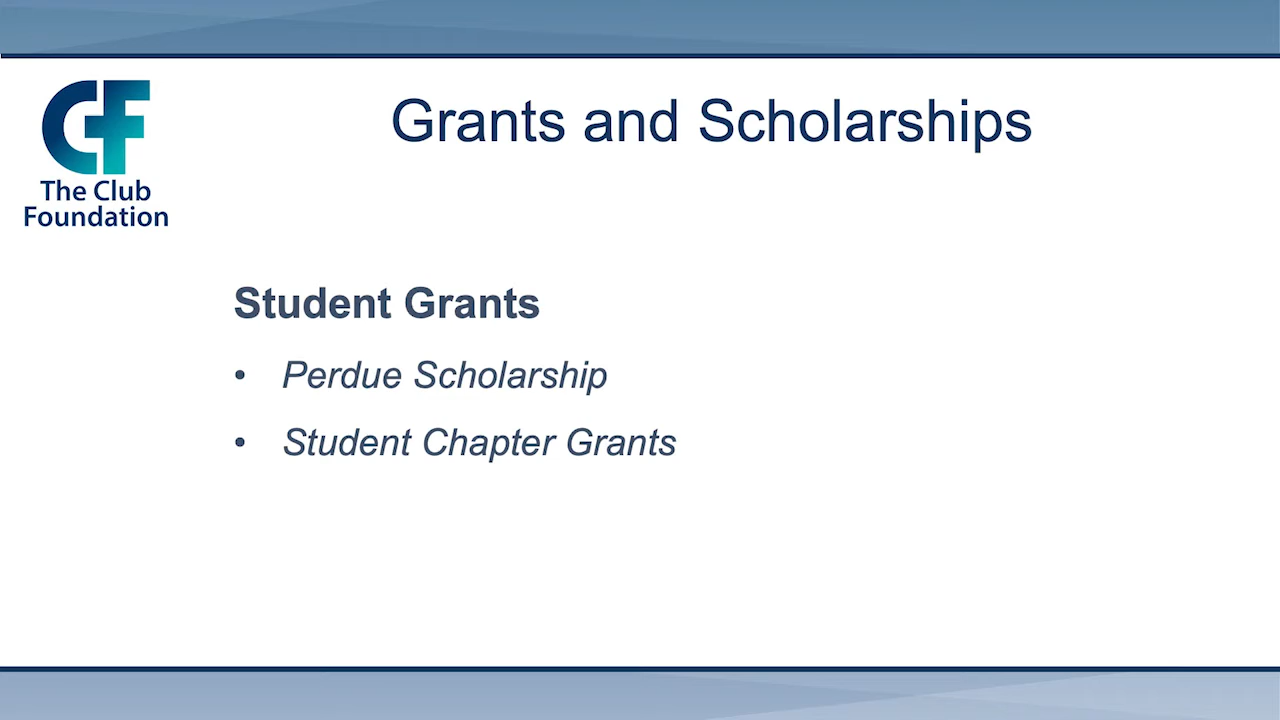 CF
The Club
Foundation
Grants and Scholarships
Student Grants
• Perdue Scholarship
• Student Chapter Grants